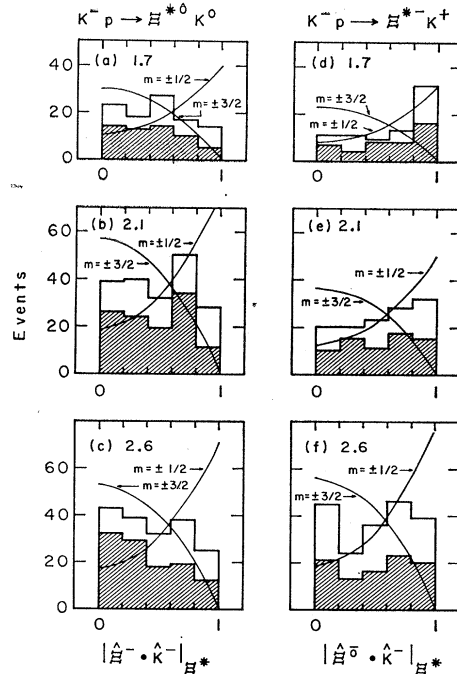 K⁻ p → Ξ*⁰ K⁰
K⁻ p → Ξ*⁻ K⁺
40
(a) 1.7
m = ±1/2
m = ±3/2
20
0
0 1
(d) 1.7
m = ±3/2
m = ±1/2
0 1
Events
60
(b) 2.1
m = ±1/2
m = ±3/2
40
20
0
0 1
(e) 2.1
m = ±1/2
m = ±3/2
0 1
60
(c) 2.6
m = ± 1/2
m = ±3/2
40
20
0
0 1
(f) 2.6
m = ±1/2
m = ±3/2
0 1
|Ξ̂⁻ • K̂⁻|Ξ*
|Ξ̂⁰ • K̂⁻|Ξ*